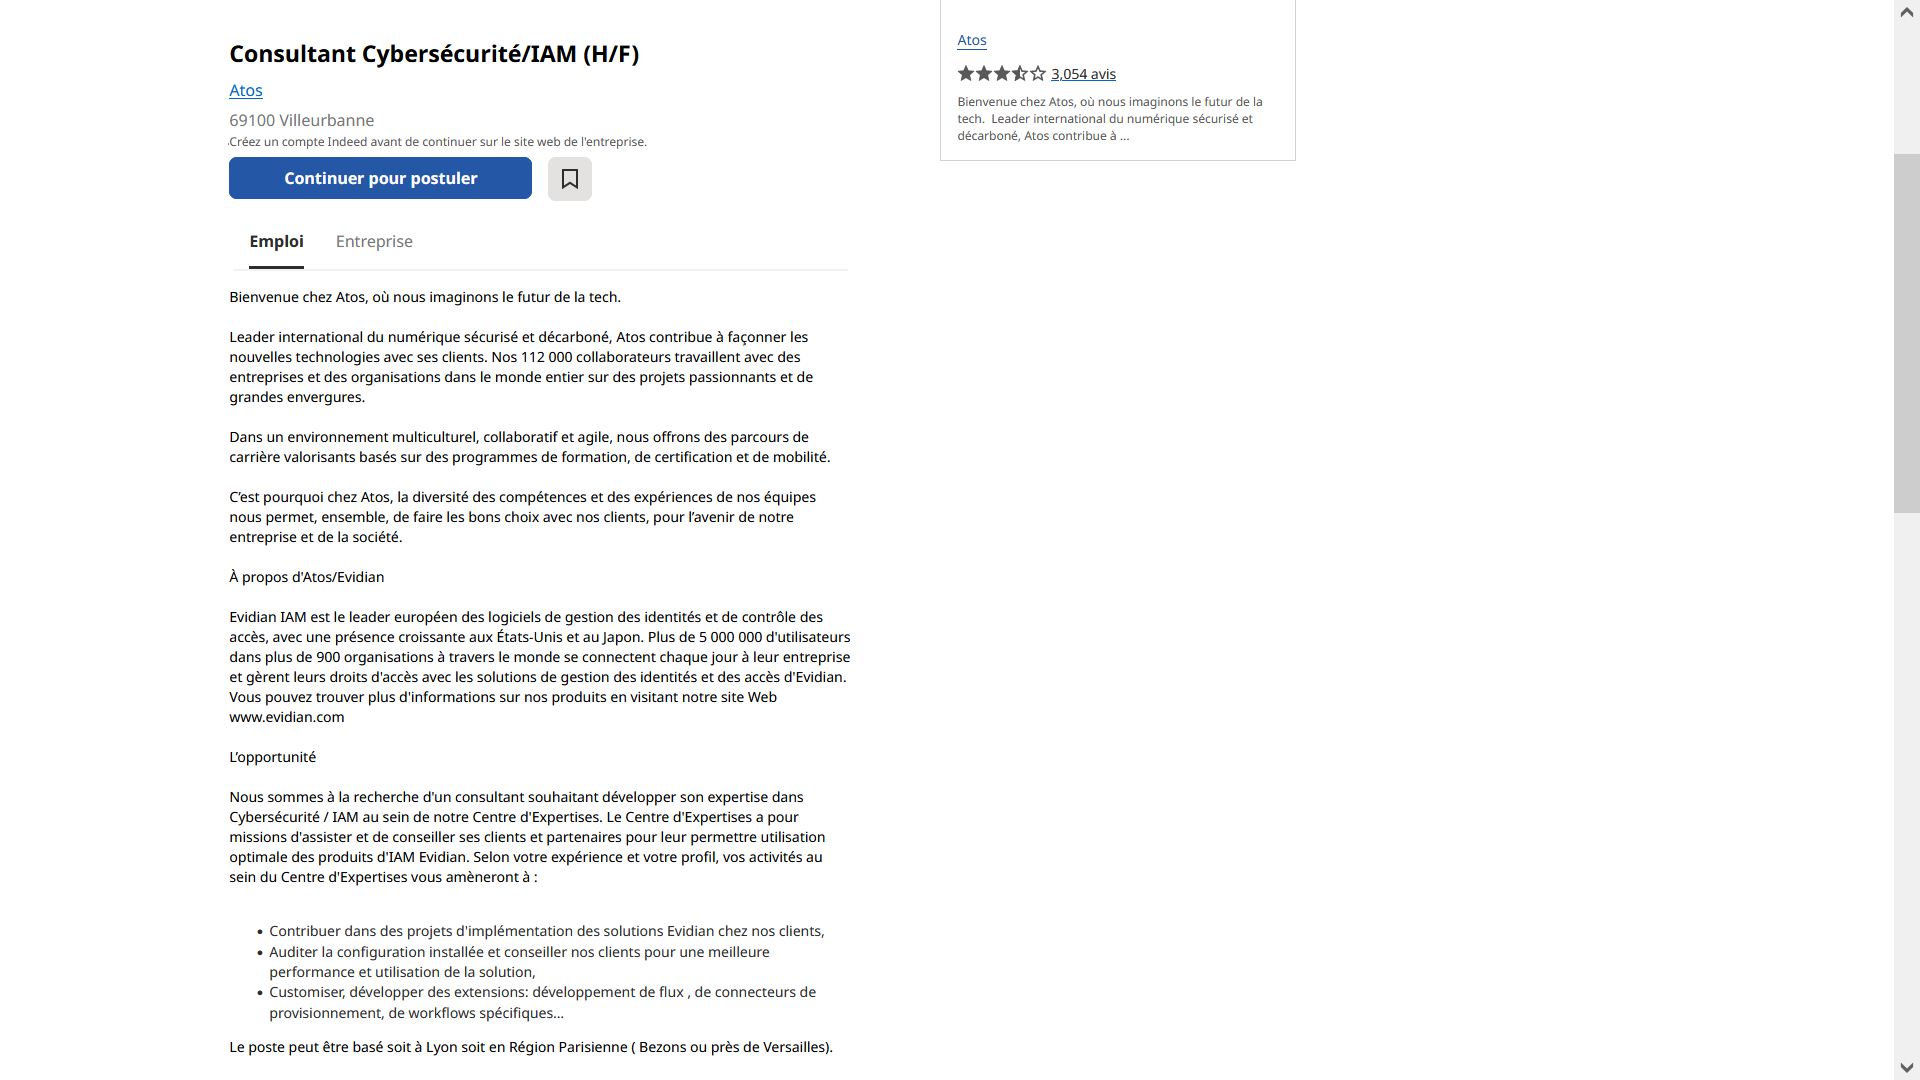 Consultant Cybersécurité/IAM (H/F)
Atos
69100 Villeurbanne
Créez un compte Indeed avant de continuer sur le site web de l'entreprise.
Continuer pour postuler
Emploi
Entreprise
Bienvenue chez Atos, où nous imaginons le futur de la tech.
Leader international du numérique sécurisé et décarboné, Atos contribue à façonner les
nouvelles technologies avec ses clients. Nos 112 000 collaborateurs travaillent avec des
entreprises et des organisations dans le monde entier sur des projets passionnants et de
grandes envergures.
Dans un environnement multiculturel, collaboratif et agile, nous offrons des parcours de
carrière valorisants basés sur des programmes de formation, de certification et de mobilité.
C’est pourquoi chez Atos, la diversité des compétences et des expériences de nos équipes
nous permet, ensemble, de faire les bons choix avec nos clients, pour l’avenir de notre
entreprise et de la société.
À propos d'Atos/Evidian
Evidian IAM est le leader européen des logiciels de gestion des identités et de contrôle des
accès, avec une présence croissante aux États-Unis et au Japon. Plus de 5 000 000 d'utilisateurs
dans plus de 900 organisations à travers le monde se connectent chaque jour à leur entreprise
et gèrent leurs droits d'accès avec les solutions de gestion des identités et des accès d'Evidian.
Vous pouvez trouver plus d'informations sur nos produits en visitant notre site Web
www.evidian.com
L’opportunité
Nous sommes à la recherche d'un consultant souhaitant développer son expertise dans
Cybersécurité / IAM au sein de notre Centre d'Expertises. Le Centre d'Expertises a pour
missions d'assister et de conseiller ses clients et partenaires pour leur permettre utilisation
optimale des produits d'IAM Evidian. Selon votre expérience et votre profil, vos activités au
sein du Centre d'Expertises vous amèneront à :
• Contribuer dans des projets d'implémentation des solutions Evidian chez nos clients,
• Auditer la configuration installée et conseiller nos clients pour une meilleure
performance et utilisation de la solution,
• Customiser, développer des extensions: développement de flux , de connecteurs de
provisionnement, de workflows spécifiques…
Le poste peut être basé soit à Lyon soit en Région Parisienne ( Bezons ou près de Versailles).
Atos
3,054 avis
Bienvenue chez Atos, où nous imaginons le futur de la
tech. Leader international du numérique sécurisé et
décarboné, Atos contribue à ...